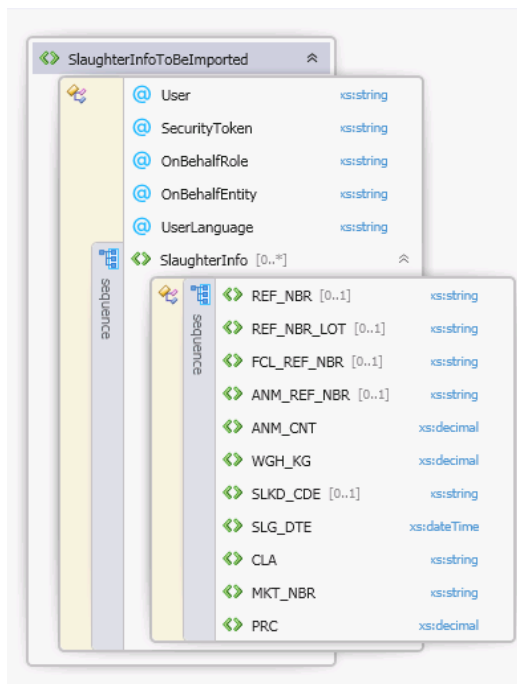 SlaughterInfoToBeImported
User xs:string
SecurityToken xs:string
OnBehalfRole xs:string
OnBehalfEntity xs:string
UserLanguage xs:string
SlaughterInfo [0..*]
sequence
sequence
REF_NBR [0..1] xs:string
REF_NBR_LOT [0..1] xs:string
FCL_REF_NBR [0..1] xs:string
ANM_REF_NBR [0..1] xs:string
ANM_CNT xs:decimal
WGH_KG xs:decimal
SLKD_CDE [0..1] xs:string
SLG_DTE xs:dateTime
CLA xs:string
MKT_NBR xs:string
PRC xs:decimal